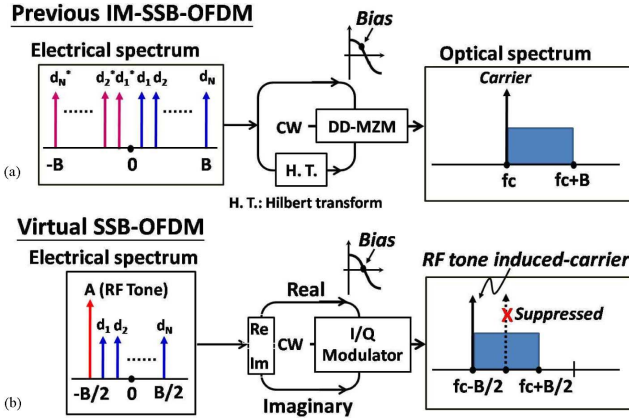 Previous IM-SSB-OFDM
Electrical spectrum
dN* d2* d1* d1 d2 dN
...... ......
-B 0 B
(a)
Bias
CW DD-MZM
H. T.
H. T.: Hilbert transform
Optical spectrum
Carrier
fc fc+B
Virtual SSB-OFDM
Electrical spectrum
A (RF Tone)
d1 d2 dN
......
-B/2 0 B/2
(b)
Bias
Real
Re
Im
CW
I/Q
Modulator
Imaginary
RF tone induced-carrier
X Suppressed
fc-B/2 fc+B/2